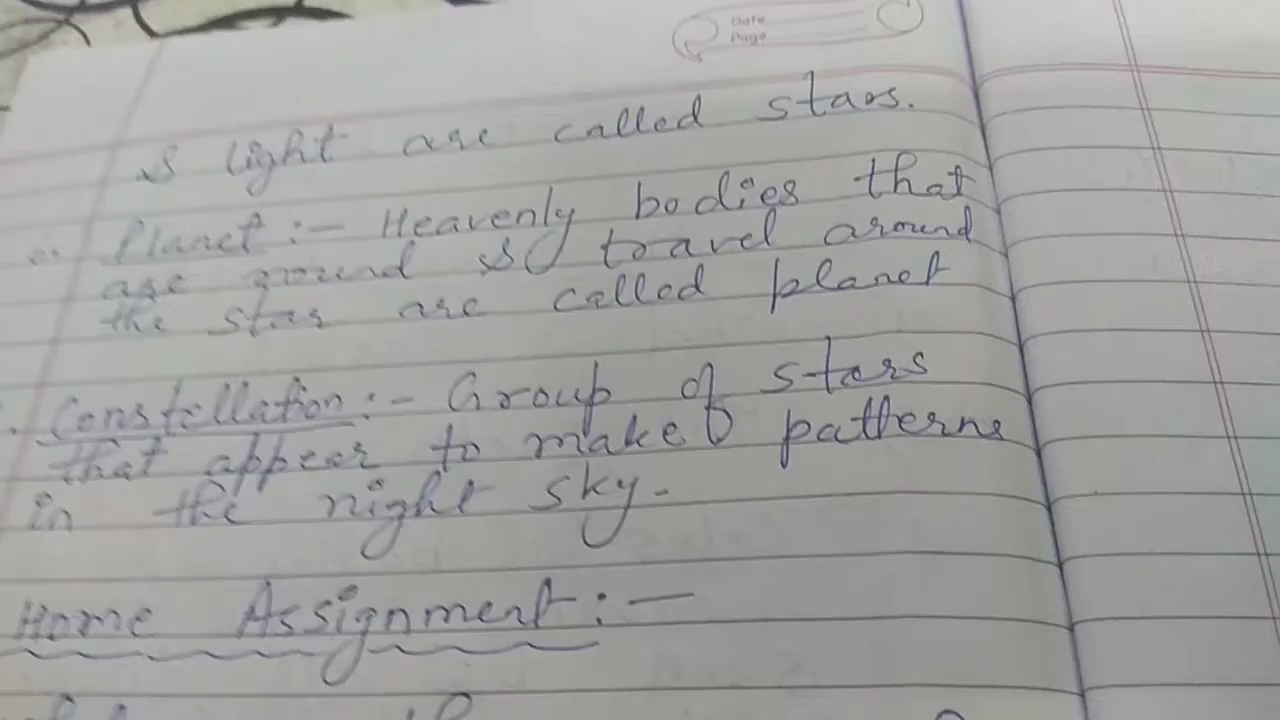 Date
Page
& light are called stars.
Planet :- Heavenly bodies that
are round & travel around
the star are called planet
Constellation :- Group of stars
that appear to make patterns
in the night sky.
Home Assignment :-